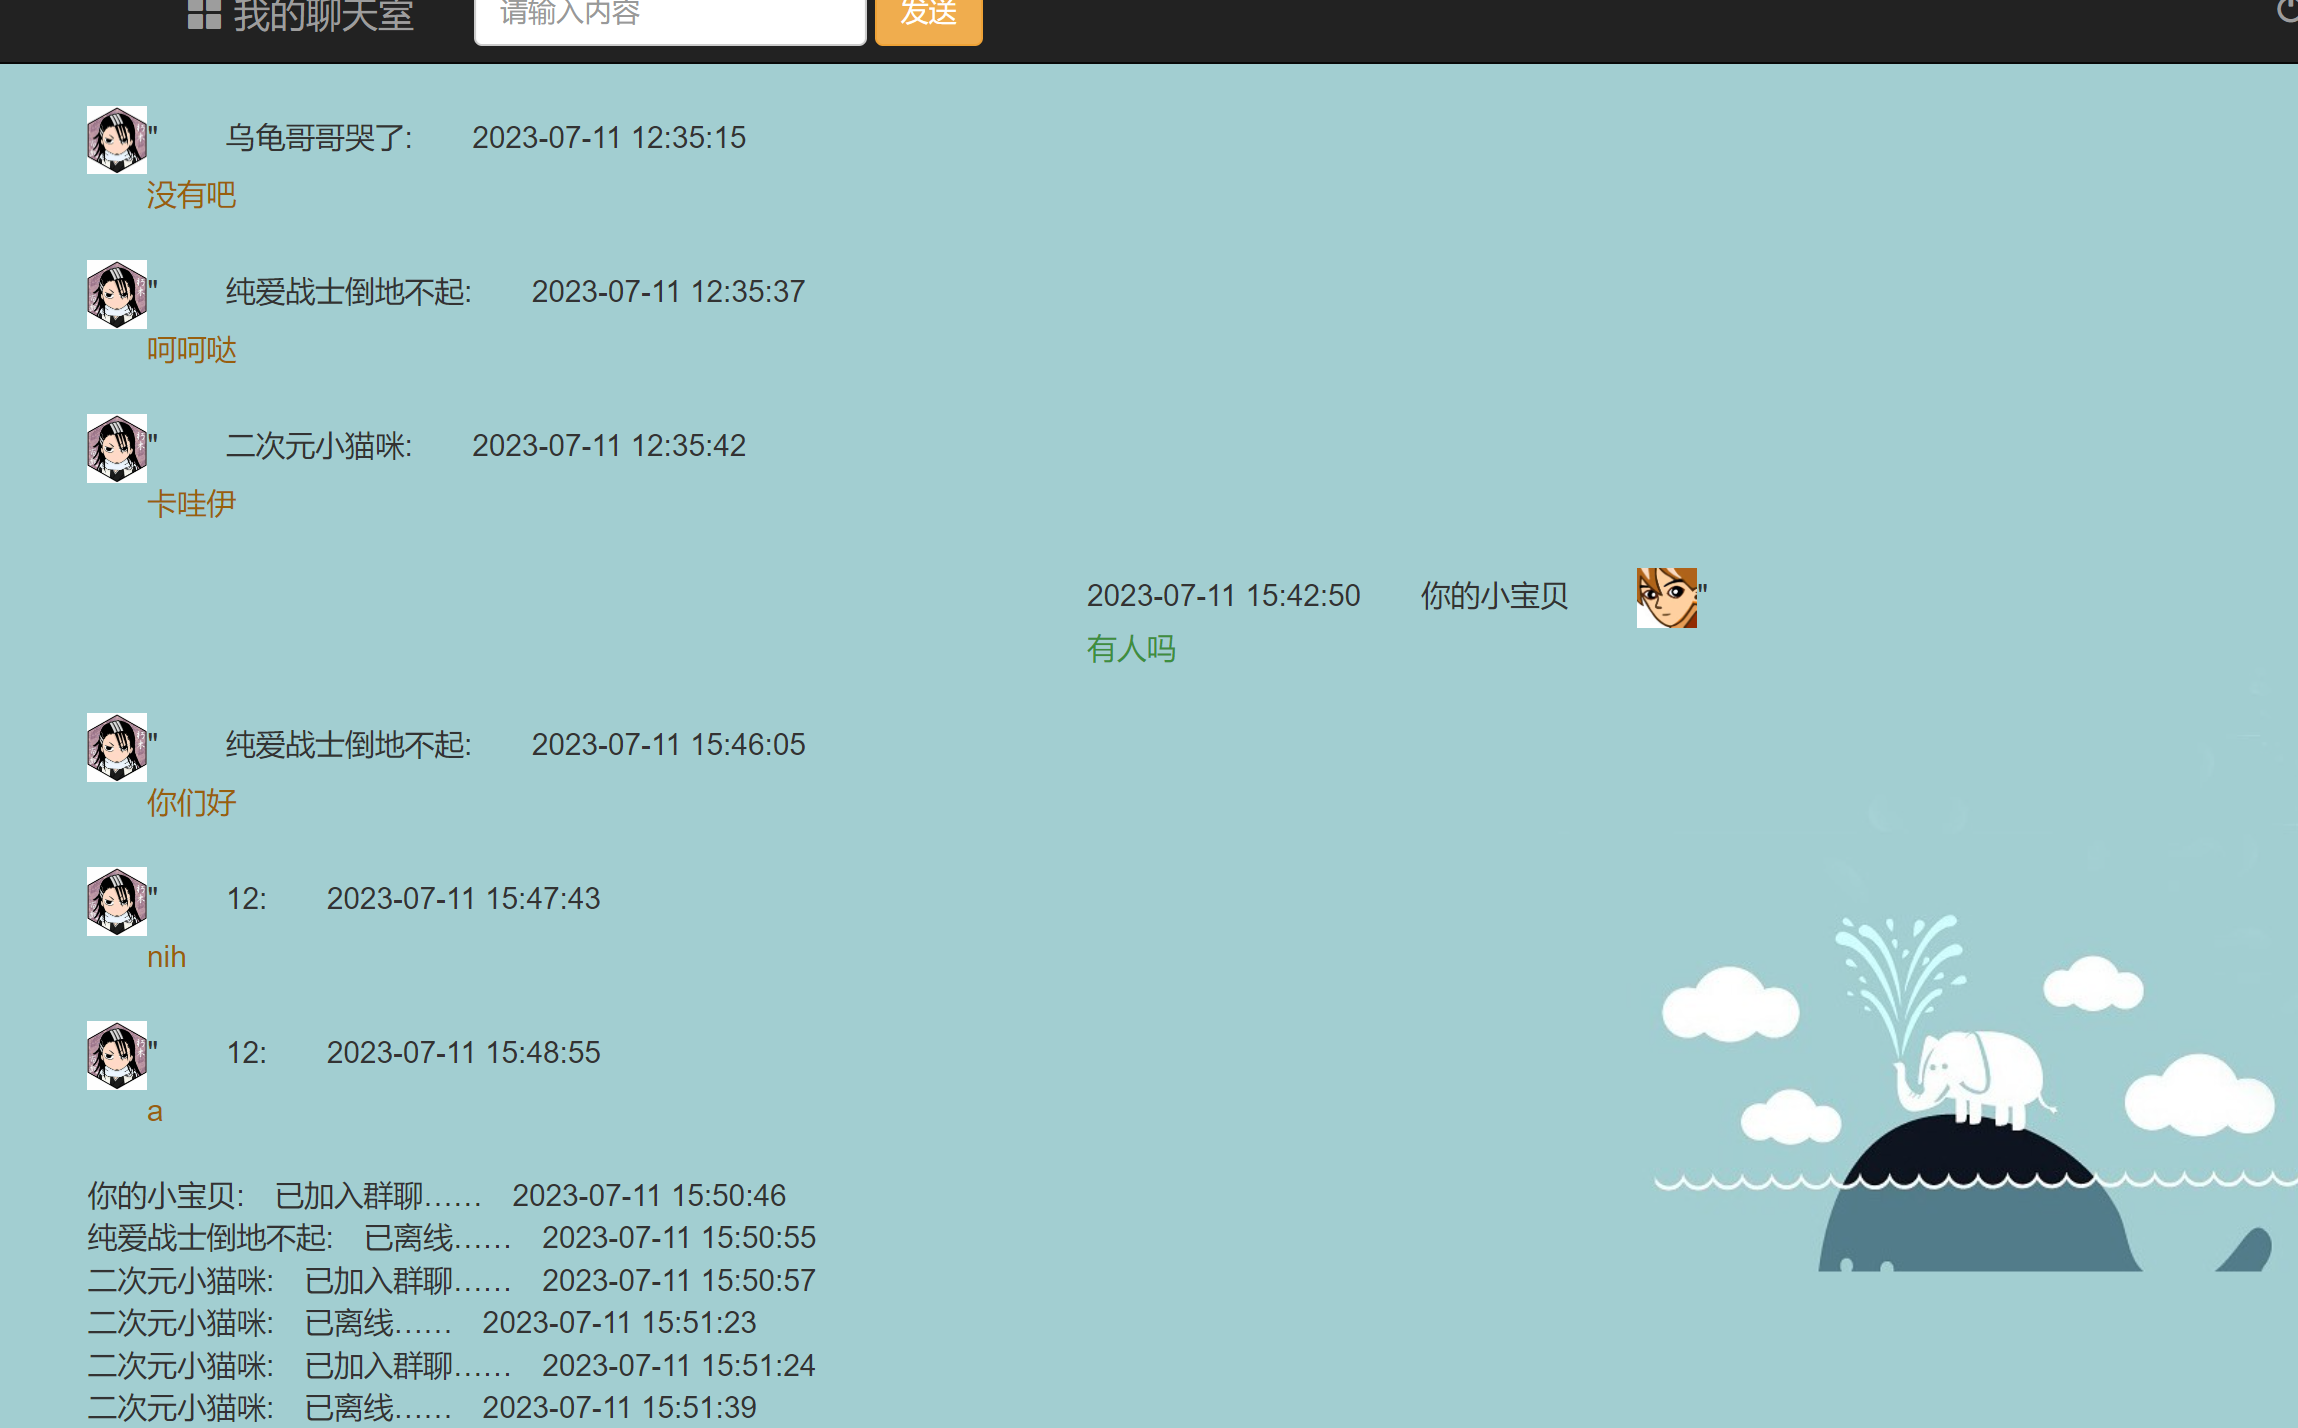 我的聊天室 请输入内容 发送
" 乌龟哥哥哭了: 2023-07-11 12:35:15
没有吧
" 纯爱战士倒地不起: 2023-07-11 12:35:37
呵呵哒
" 二次元小猫咪: 2023-07-11 12:35:42
卡哇伊
2023-07-11 15:42:50 你的小宝贝 "
有人吗
" 纯爱战士倒地不起: 2023-07-11 15:46:05
你们好
" 12: 2023-07-11 15:47:43
nih
" 12: 2023-07-11 15:48:55
a
你的小宝贝: 已加入群聊…… 2023-07-11 15:50:46
纯爱战士倒地不起: 已离线…… 2023-07-11 15:50:55
二次元小猫咪: 已加入群聊…… 2023-07-11 15:50:57
二次元小猫咪: 已离线…… 2023-07-11 15:51:23
二次元小猫咪: 已加入群聊…… 2023-07-11 15:51:24
二次元小猫咪: 已离线…… 2023-07-11 15:51:39